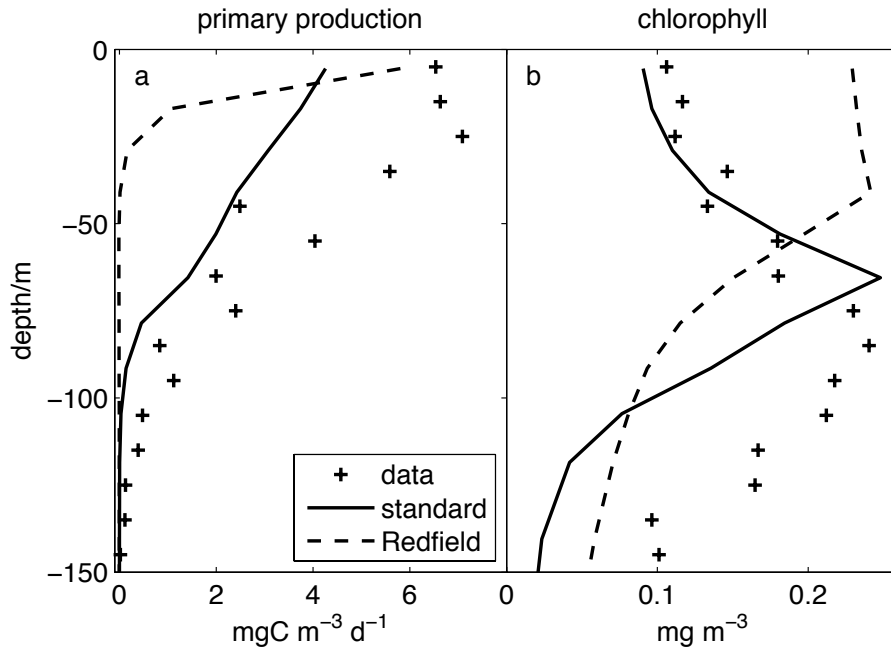 primary production
chlorophyll
a
b
0
−50
−100
−150
depth/m
data
standard
Redfield
0
2
4
6
0
0.1
0.2
mgC m⁻³ d⁻¹
mg m⁻³